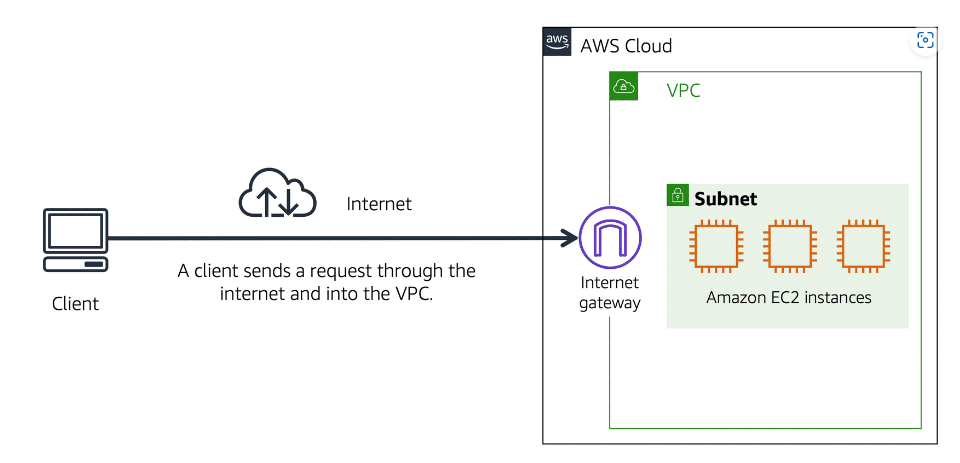 aws
AWS Cloud
VPC
Internet
Subnet
A client sends a request through the
internet and into the VPC.
Client
Internet
gateway
Amazon EC2 instances